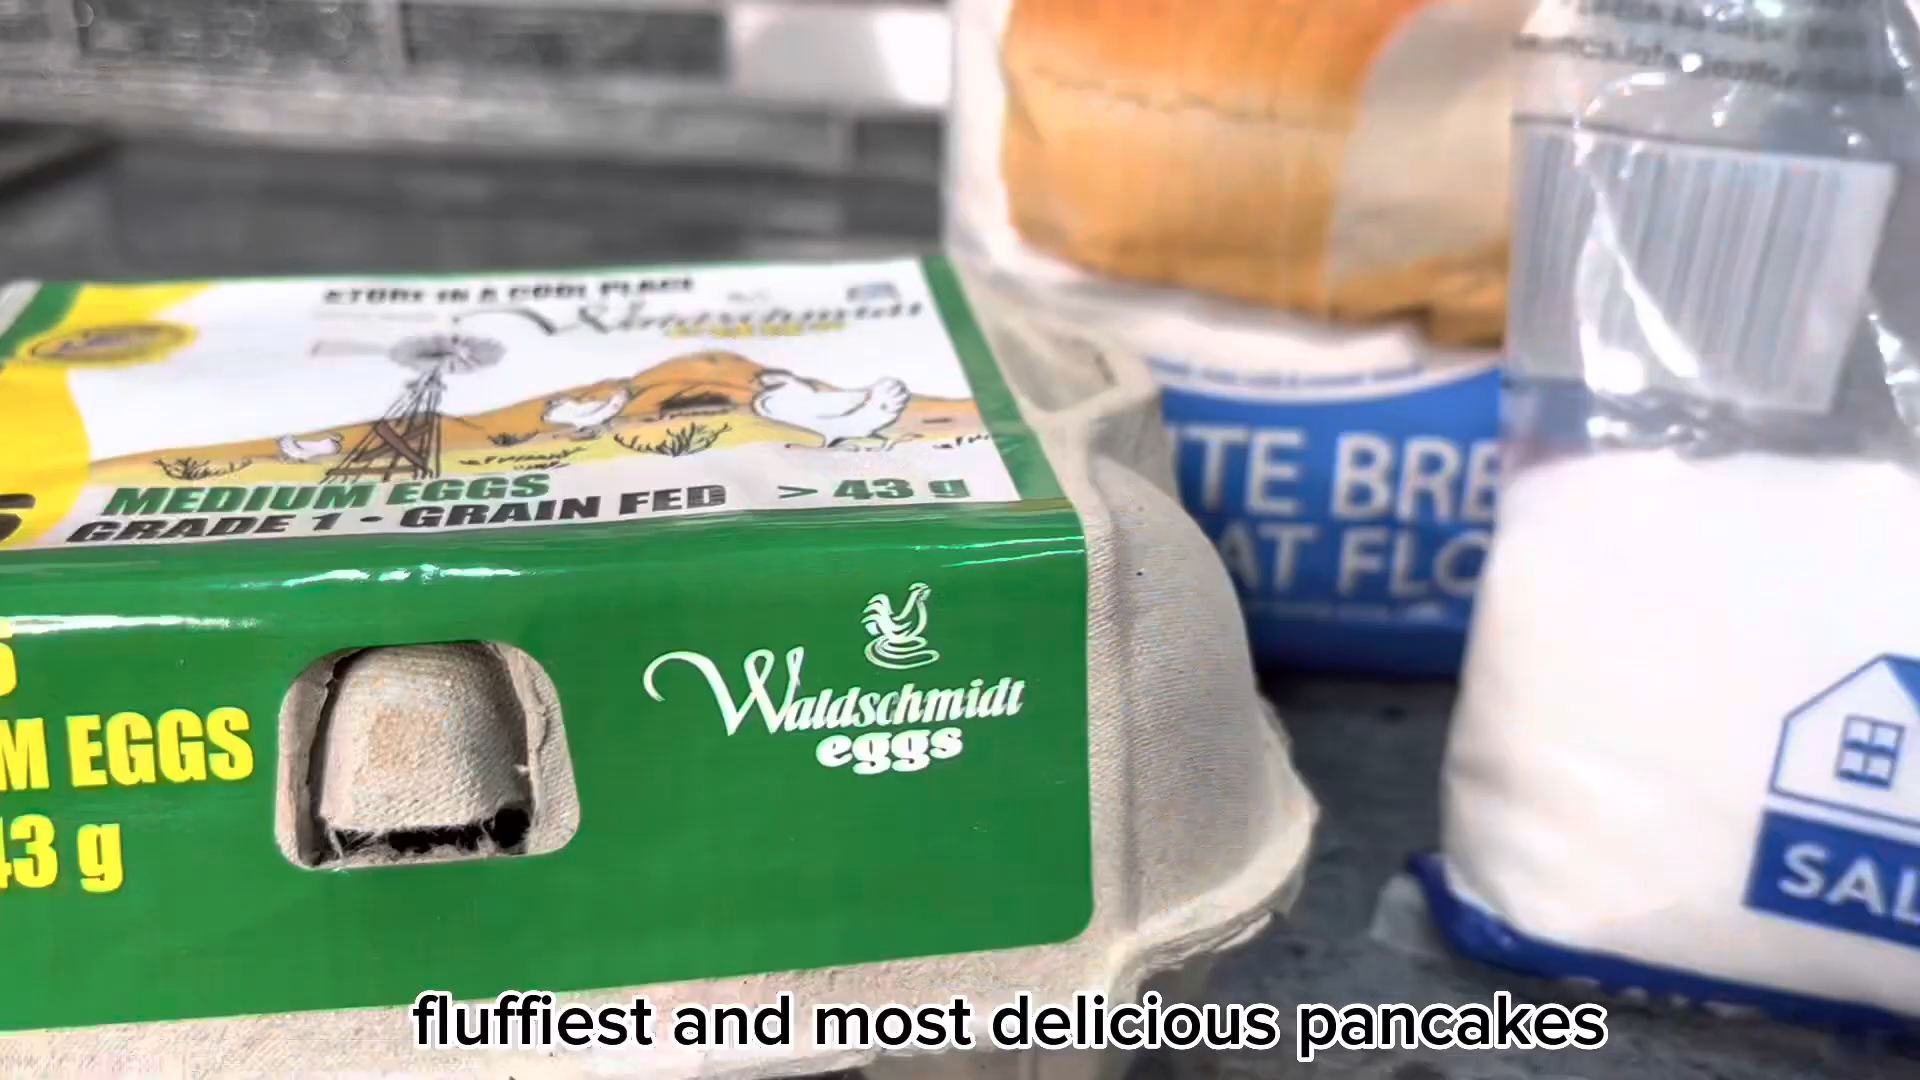 STORE IN A COOL PLACE
Waldschmidt
MEDIUM EGGS
GRADE 1 • GRAIN FED > 43 g
M EGGS
43 g
Waldschmidt
eggs
TE BRE
AT FLO
SAL
fluffiest and most delicious pancakes